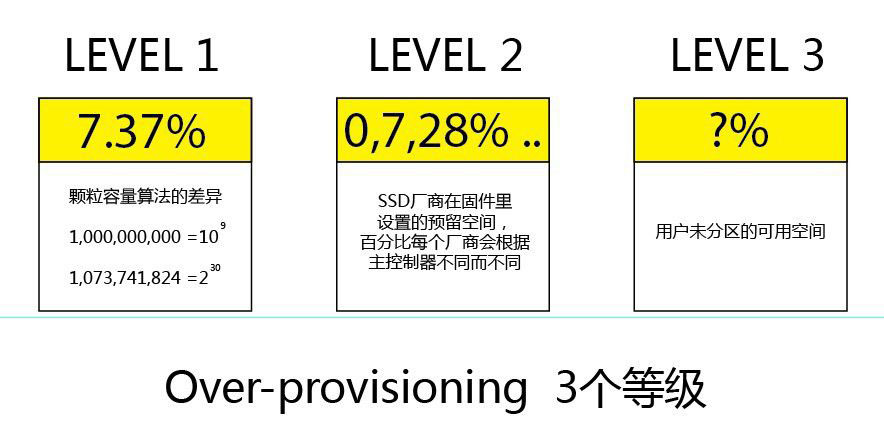 LEVEL 1
7.37%
颗粒容量算法的差异
1,000,000,000 =10⁹
1,073,741,824 =2³⁰
LEVEL 2
0,7,28% ..
SSD厂商在固件里
设置的预留空间，
百分比每个厂商会根据
主控制器不同而不同
LEVEL 3
?%
用户未分区的可用空间
Over-provisioning 3个等级